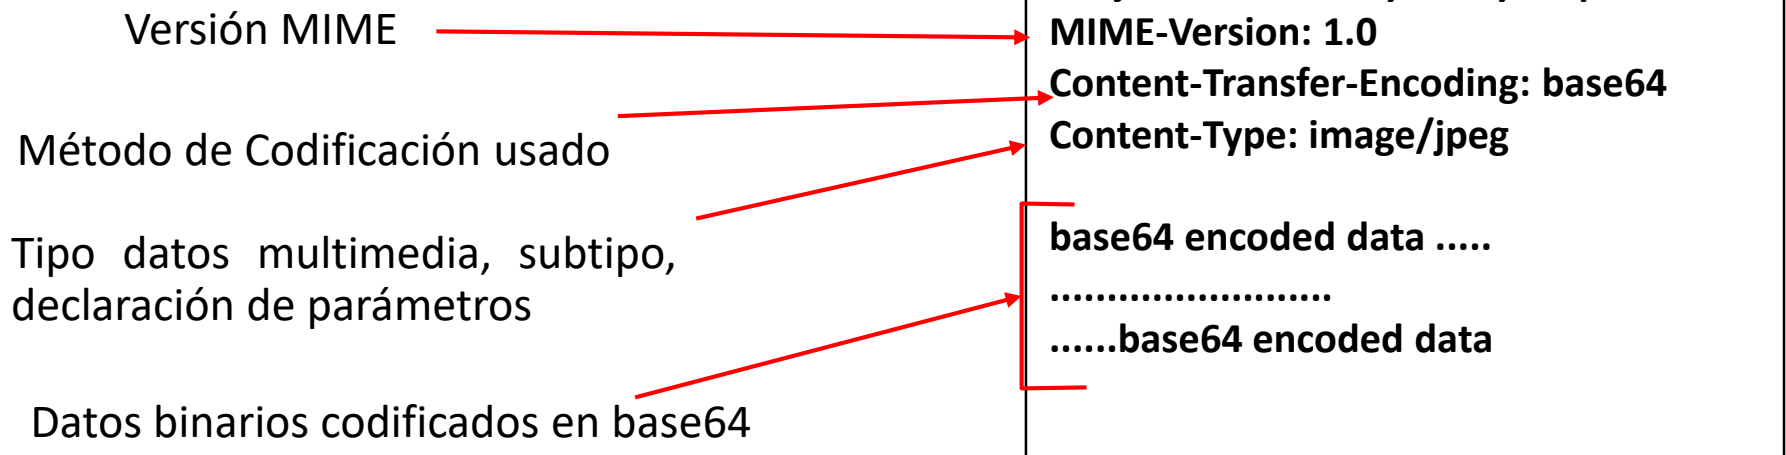 Versión MIME
Método de Codificación usado
Tipo datos multimedia, subtipo,
declaración de parámetros
Datos binarios codificados en base64
MIME-Version: 1.0
Content-Transfer-Encoding: base64
Content-Type: image/jpeg
base64 encoded data .....
.........................
......base64 encoded data